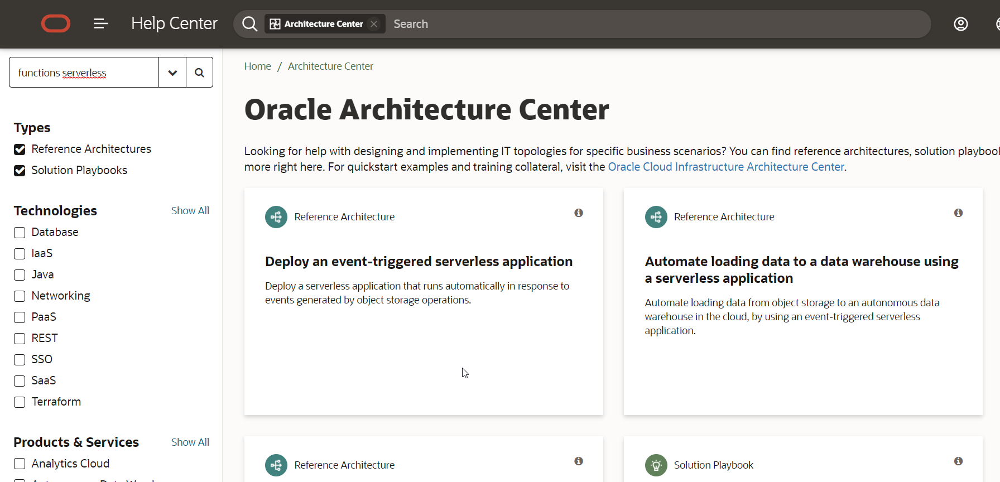 Help Center
Architecture Center
Search
functions serverless
Types
Reference Architectures
Solution Playbooks
Technologies
Show All
Database
IaaS
Java
Networking
PaaS
REST
SSO
SaaS
Terraform
Products & Services
Show All
Analytics Cloud
Home / Architecture Center
Oracle Architecture Center
Looking for help with designing and implementing IT topologies for specific business scenarios? You can find reference architectures, solution
more right here. For quickstart examples and training collateral, visit the Oracle Cloud Infrastructure Architecture Center.
Reference Architecture
Deploy an event-triggered serverless application
Deploy a serverless application that runs automatically in response to
events generated by object storage operations.
Reference Architecture
Automate loading data to a data warehouse using
a serverless application
Automate loading data from object storage to an autonomous data
warehouse in the cloud, by using an event-triggered serverless
application.
Reference Architecture
Solution Playbook